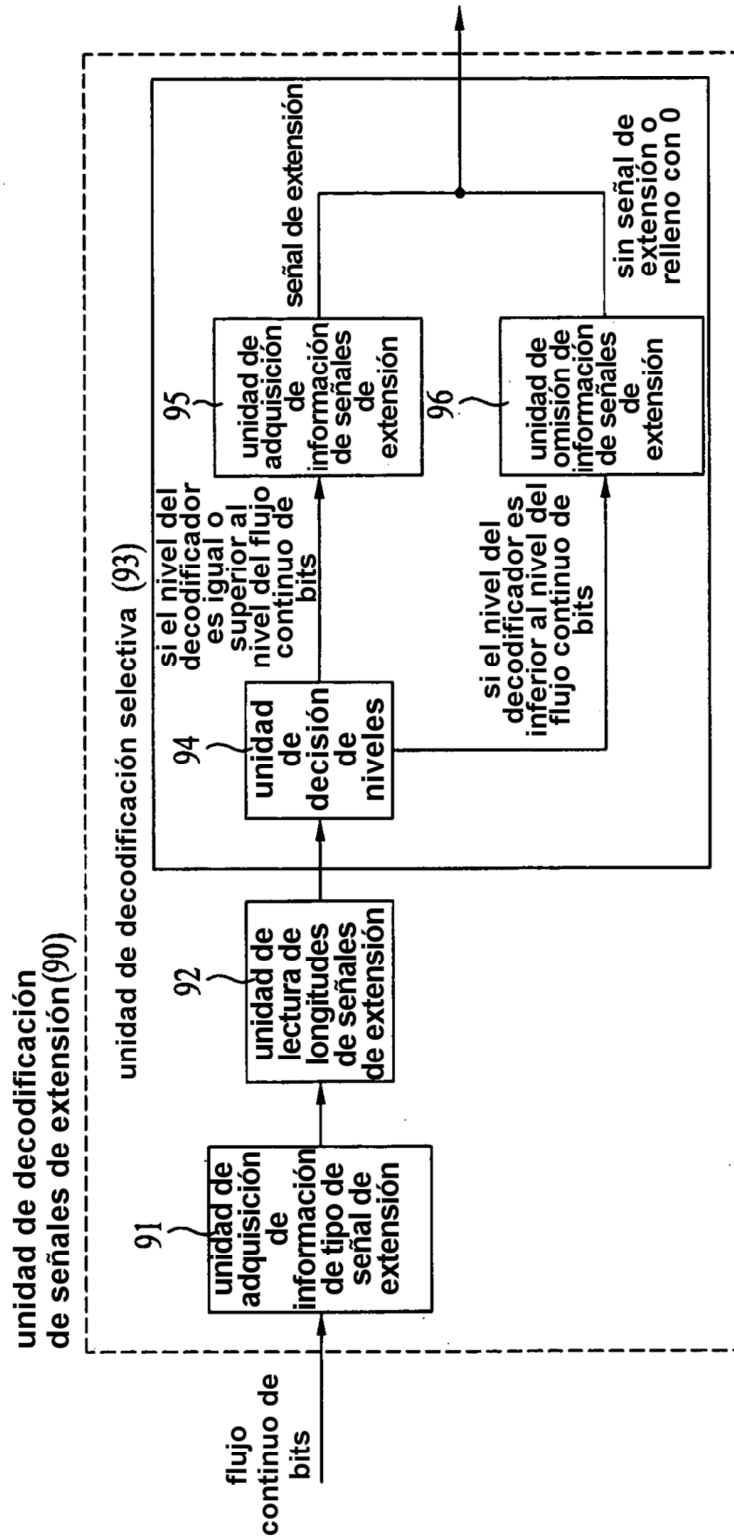 unidad de decodificación
de señales de extensión (90)
unidad de decodificación selectiva (93)
flujo
continuo de
bits
91
unidad de
adquisición
de
información
de tipo de
señal de
extensión
92
unidad de
lectura de
longitudes
de señales
de extensión
94
unidad
de
decisión
de
niveles
si el nivel del
decodificador
es igual o
superior al
nivel del flujo
continuo de
bits
95
unidad de
adquisición
de
información
de señales
de
extensión
señal de extensión
si el nivel del
decodificador es
inferior al nivel del
flujo continuo de
bits
96
unidad de
omisión de
información
de señales
de
extensión
sin señal de
extensión o
relleno con 0